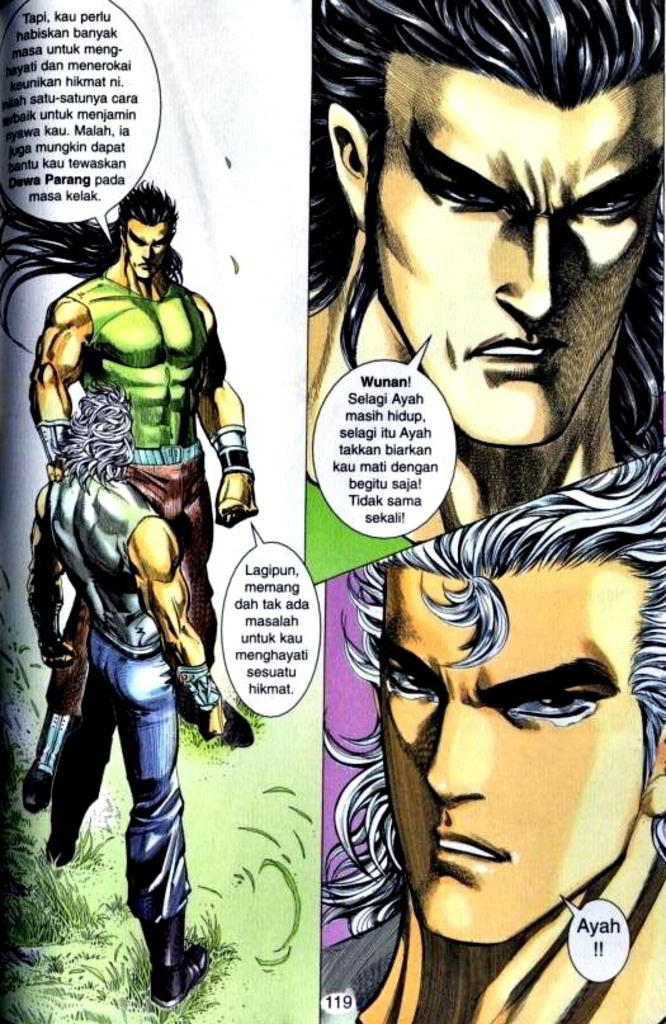 Tapi, kau perlu
habiskan banyak
masa untuk meng-
hayati dan menerokai
keunikan hikmat ni.
Inilah satu-satunya cara
terbaik untuk menjamin
nyawa kau. Malah, ia
juga mungkin dapat
bantu kau tewaskan
Dewa Parang pada
masa kelak.
Lagipun,
memang
dah tak ada
masalah
untuk kau
menghayati
sesuatu
hikmat.
Wunan!
Selagi Ayah
masih hidup,
selagi itu Ayah
takkan biarkan
kau mati dengan
begitu saja!
Tidak sama
sekali!
Ayah
!!
119